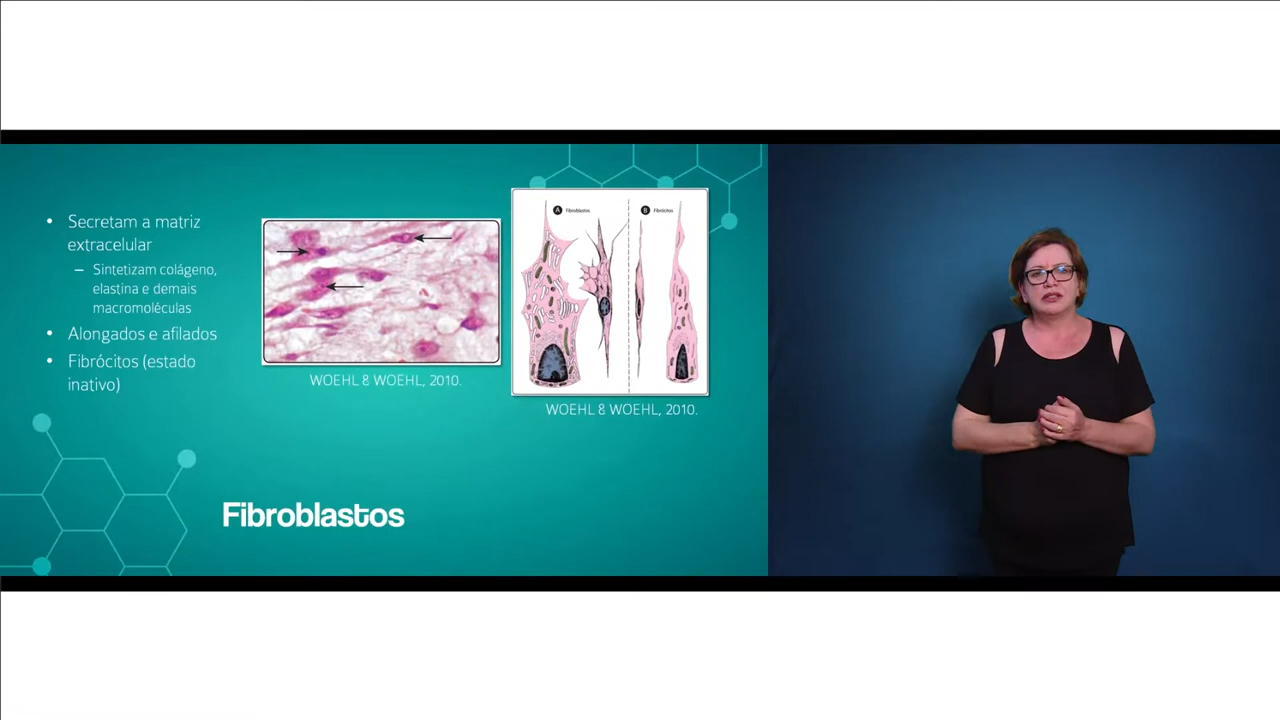 • Secretam a matriz
extracelular
– Sintetizam colágeno,
elastina e demais
macromoléculas
• Alongados e afilados
• Fibrócitos (estado
inativo)
WOEHL & WOEHL, 2010.
A Fibroblastos
B Fibrócitos
WOEHL & WOEHL, 2010.
Fibroblastos